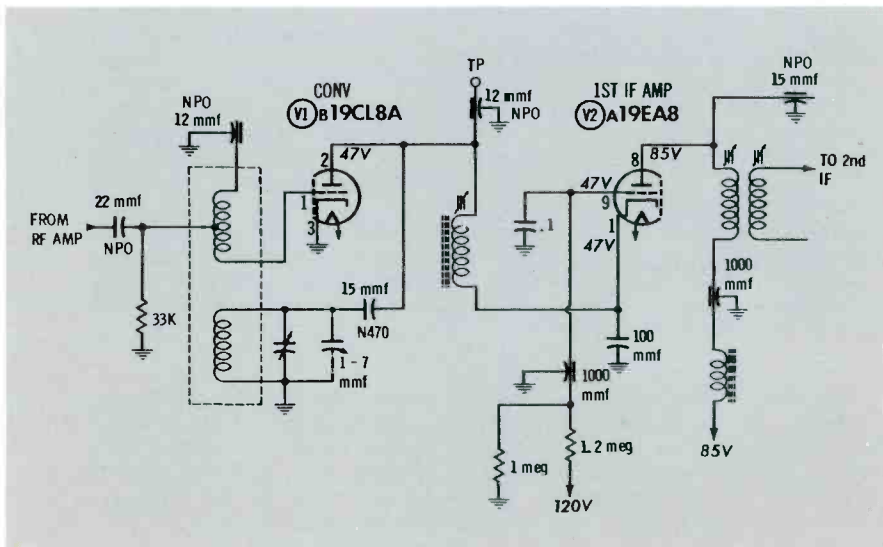 TP
NPO
15 mmf
CONV
V1 B 19CL8A
12 mmf
NPO
1ST IF AMP
V2 A 19EA8
NPO
12 mmf
2
47V
8
85V
TO 2nd
IF
22 mmf
1
3
47V
9
.1
1
47V
FROM
RF AMP
NPO
15 mmf
N470
1000
mmf
33K
1-7
mmf
100
mmf
1000
mmf
1 meg
1.2 meg
85V
120V